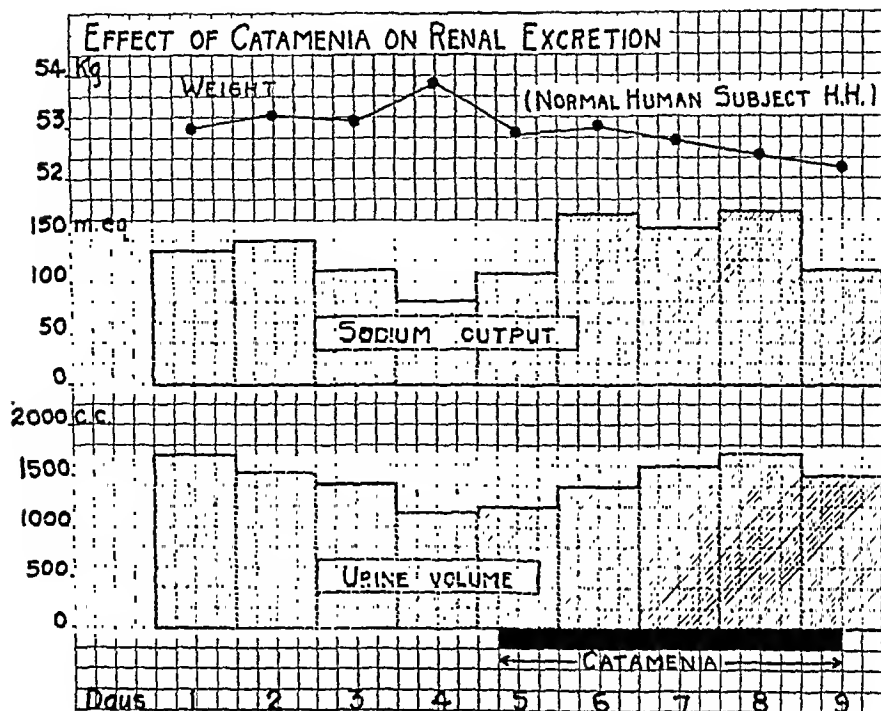 EFFECT OF CATAMENIA ON RENAL EXCRETION
54 Kg
WEIGHT
(NORMAL HUMAN SUBJECT H.H.)
53
52
150 m.eq
100
50
0
SODIUM OUTPUT
2000 c.c.
1500
1000
500
0
URINE VOLUME
CATAMENIA
Days 1 2 3 4 5 6 7 8 9